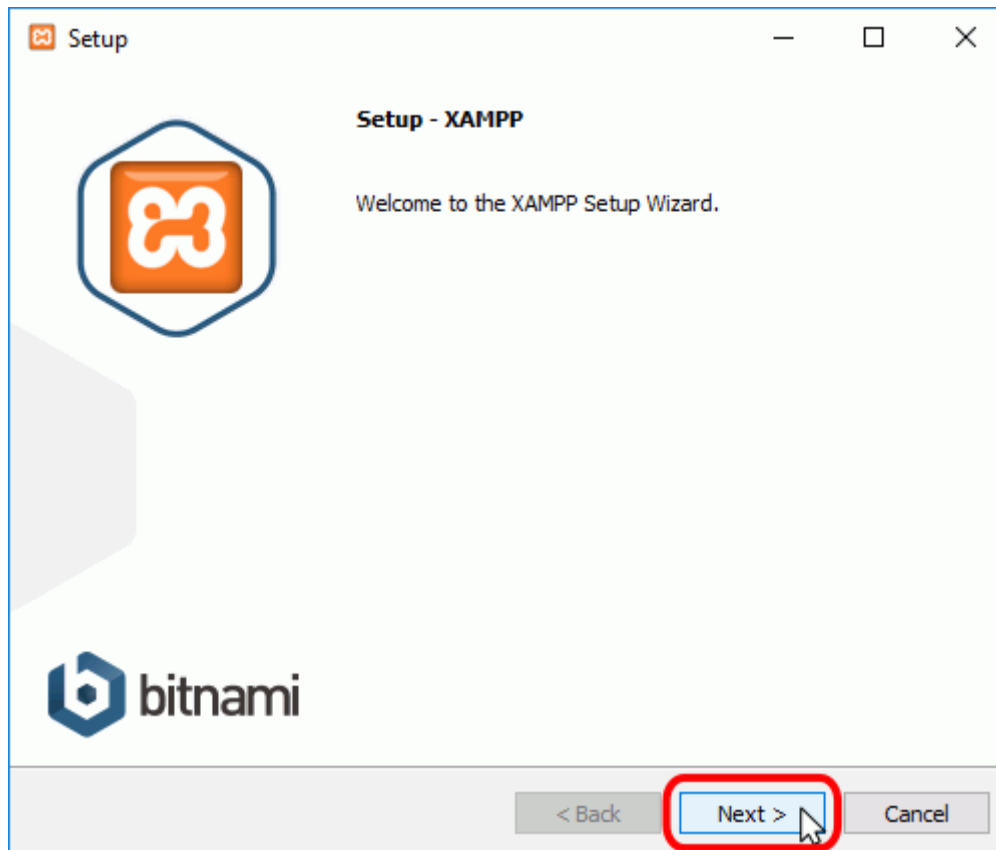 Setup
Setup - XAMPP
Welcome to the XAMPP Setup Wizard.
bitnami
< Back Next > Cancel